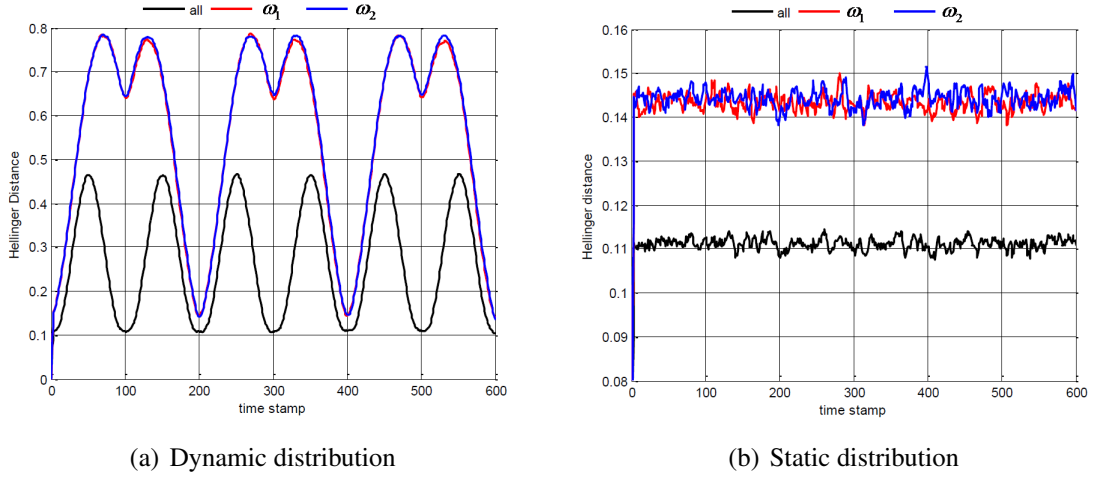 all ω₁ ω₂
0.8
0.7
0.6
0.5
0.4
0.3
0.2
0.1
0
Hellinger Distance
0 100 200 300 400 500 600
time stamp
(a) Dynamic distribution
all ω₁ ω₂
0.16
0.15
0.14
0.13
0.12
0.11
0.1
0.09
0.08
Hellinger distance
0 100 200 300 400 500 600
time stamp
(b) Static distribution